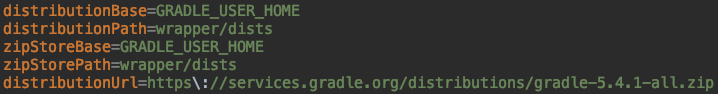 distributionBase=GRADLE_USER_HOME
distributionPath=wrapper/dists
zipStoreBase=GRADLE_USER_HOME
zipStorePath=wrapper/dists
distributionUrl=https\://services.gradle.org/distributions/gradle-5.4.1-all.zip